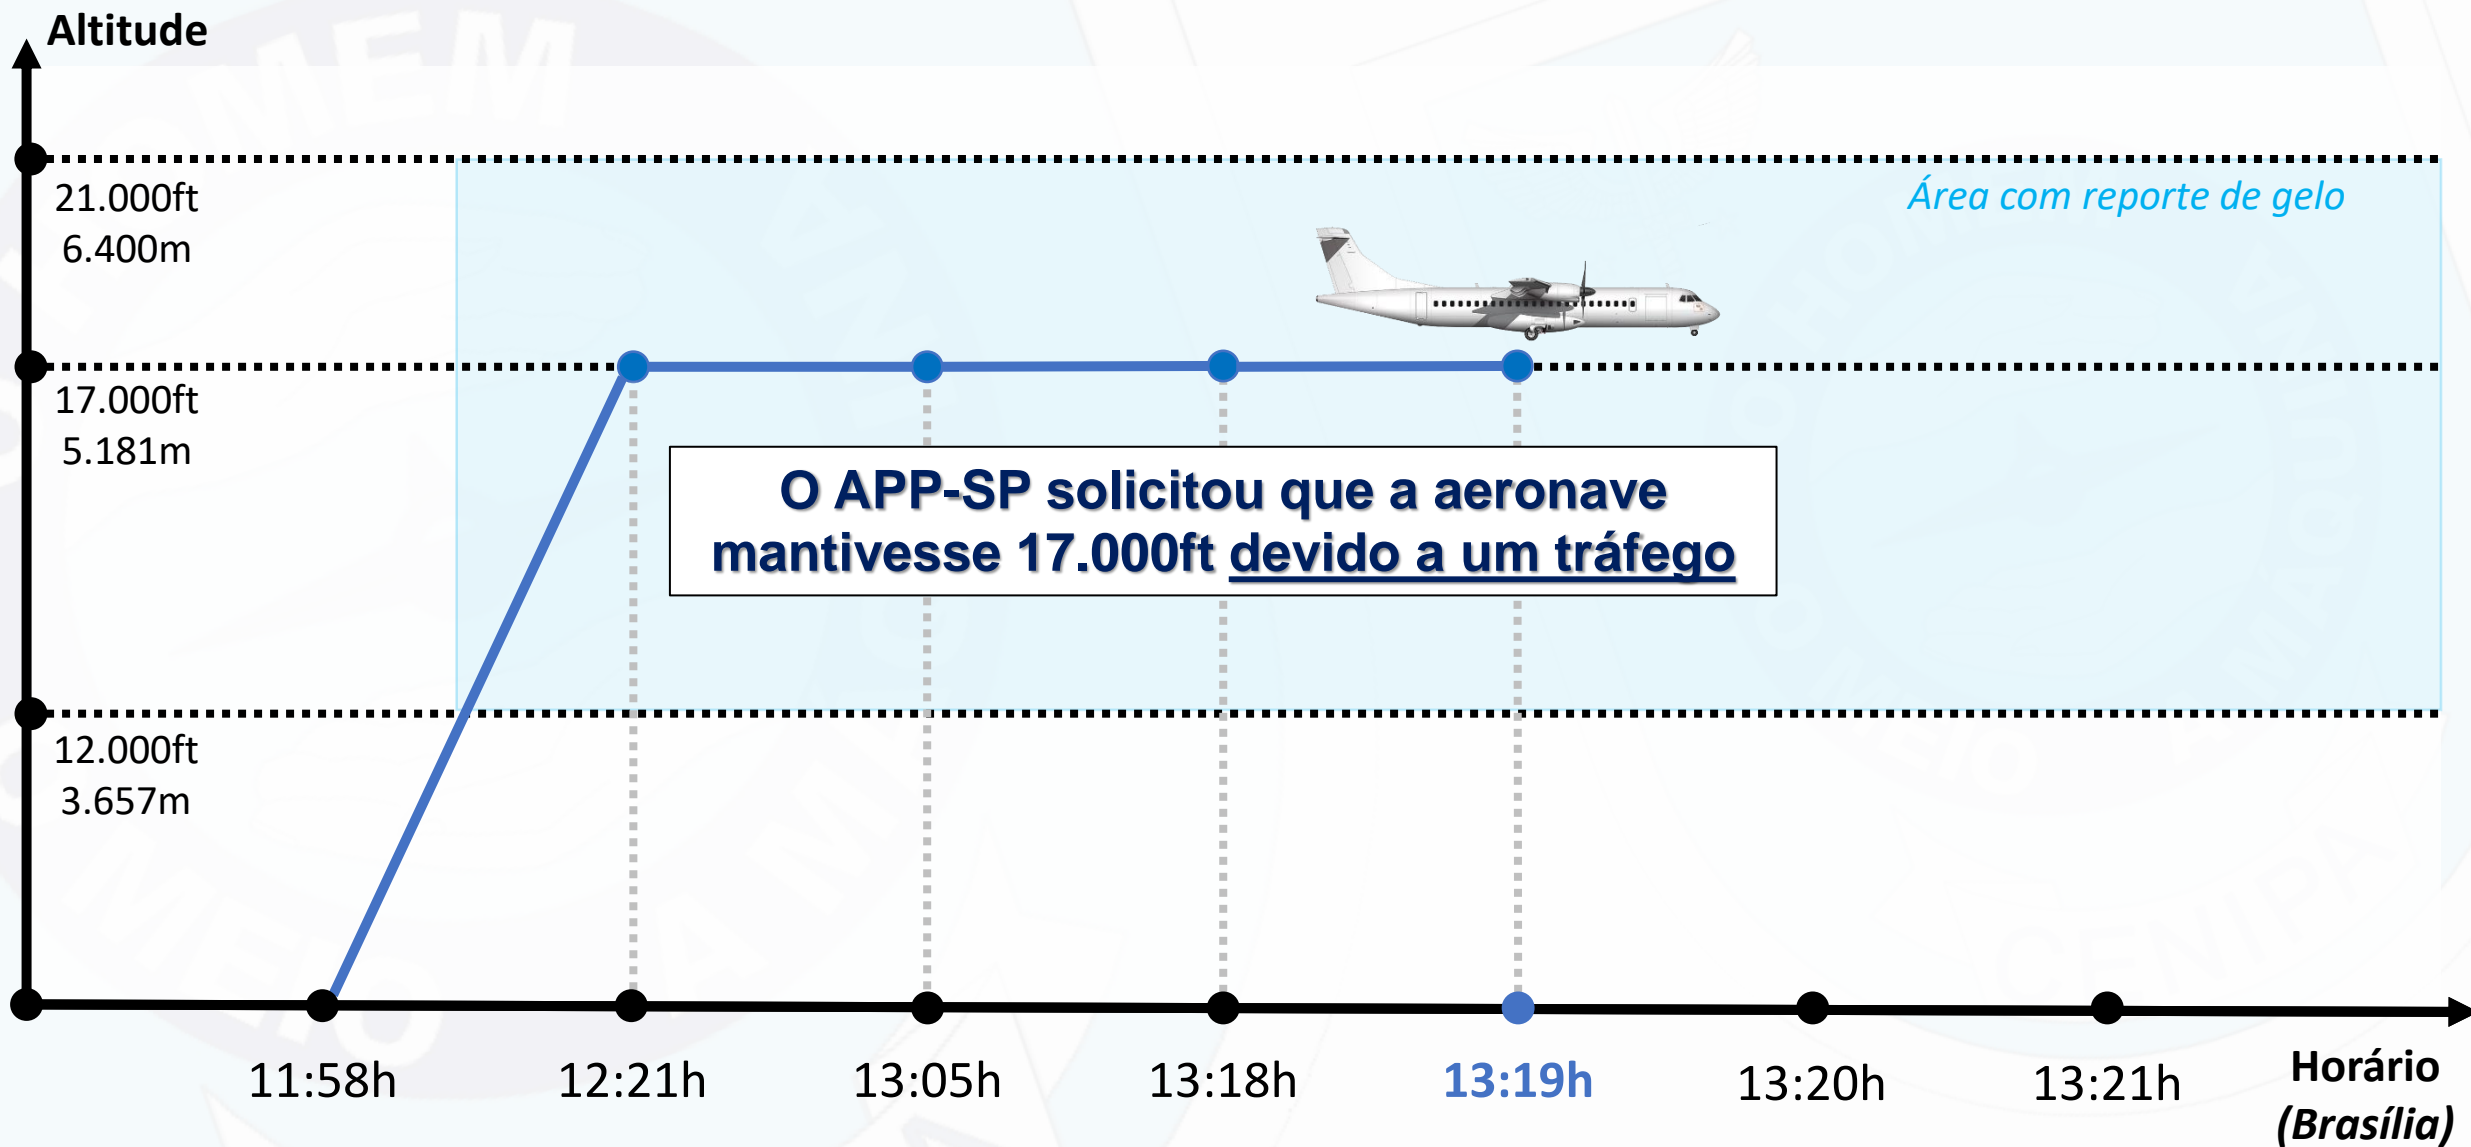 Altitude
21.000ft
6.400m
Área com reporte de gelo
17.000ft
5.181m
O APP-SP solicitou que a aeronave
mantivesse 17.000ft devido a um tráfego
12.000ft
3.657m
11:58h
12:21h
13:05h
13:18h
13:19h
13:20h
13:21h
Horário
(Brasília)
CENIPA